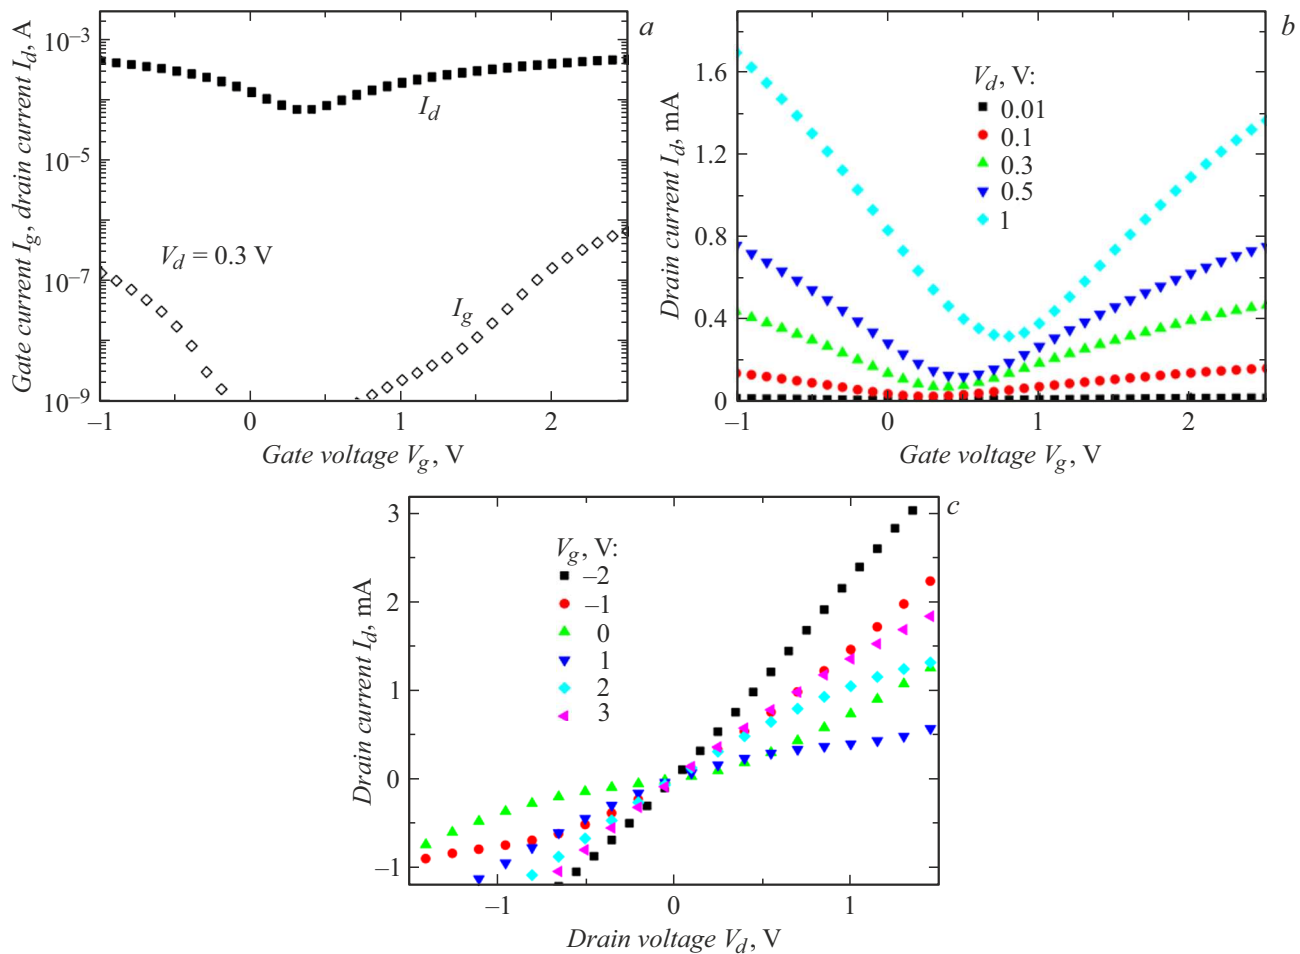 a
Gate current I_g, drain current I_d, A
10^–3
10^–5
10^–7
10^–9
I_d
V_d = 0.3 V
I_g
–1
0
1
2
Gate voltage V_g, V
b
Drain current I_d, mA
1.6
1.2
0.8
0.4
0
V_d, V:
0.01
0.1
0.3
0.5
1
–1
0
1
2
Gate voltage V_g, V
c
Drain current I_d, mA
3
2
1
0
–1
V_g, V:
–2
–1
0
1
2
3
–1
0
1
Drain voltage V_d, V